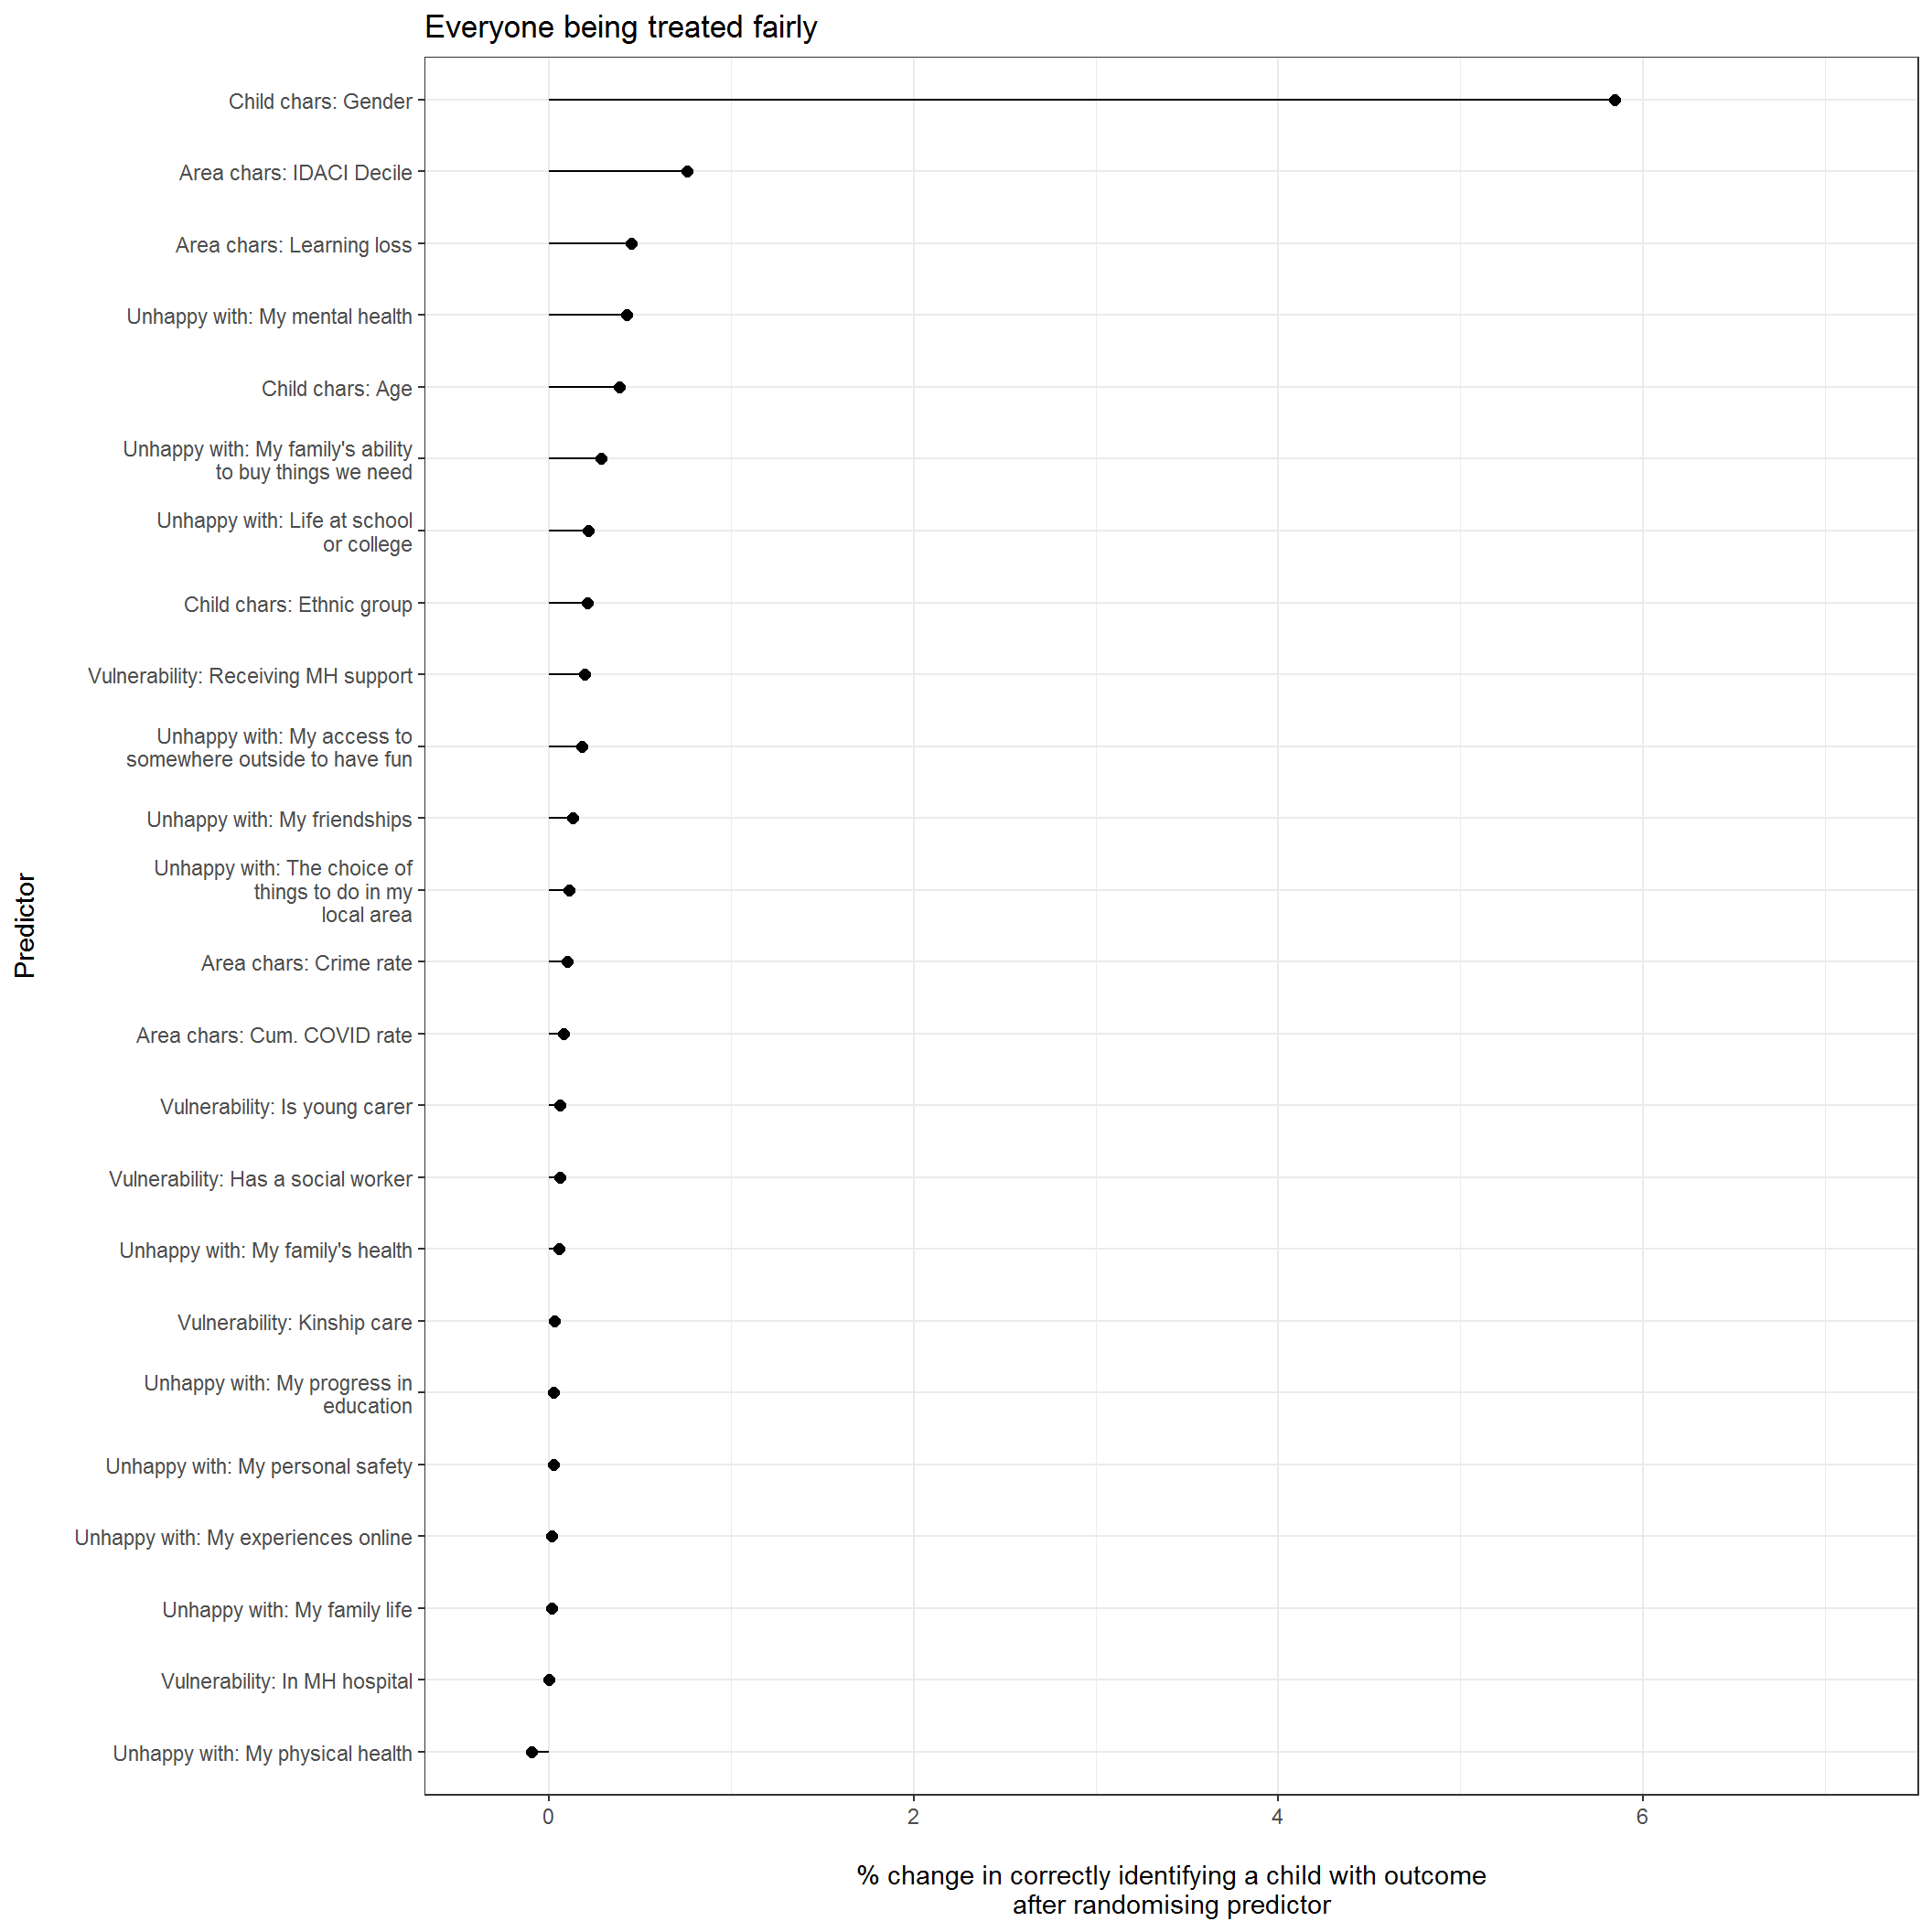 Everyone being treated fairly
Child chars: Gender
Area chars: IDACI Decile
Area chars: Learning loss
Unhappy with: My mental health
Child chars: Age
Unhappy with: My family's ability
to buy things we need
Unhappy with: Life at school
or college
Child chars: Ethnic group
Vulnerability: Receiving MH support
Unhappy with: My access to
somewhere outside to have fun
Unhappy with: My friendships
Unhappy with: The choice of
things to do in my
local area
Area chars: Crime rate
Area chars: Cum. COVID rate
Vulnerability: Is young carer
Vulnerability: Has a social worker
Unhappy with: My family's health
Vulnerability: Kinship care
Unhappy with: My progress in
education
Unhappy with: My personal safety
Unhappy with: My experiences online
Unhappy with: My family life
Vulnerability: In MH hospital
Unhappy with: My physical health
Predictor
0 2 4 6
% change in correctly identifying a child with outcome
after randomising predictor